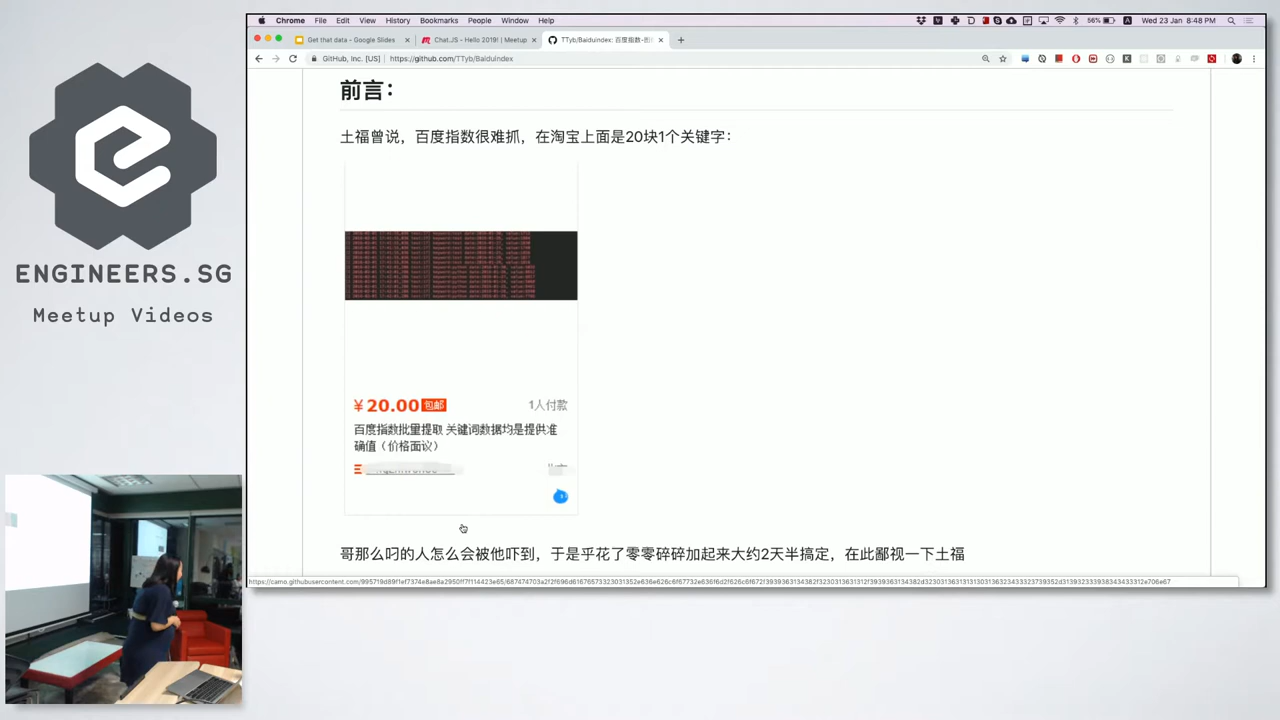 Chrome File Edit View History Bookmarks People Window Help
56% Wed 23 Jan 8:48 PM
Get that data - Google Slides
Chat.JS - Hello 2019! | Meetup
TTyb/Baiduindex: 百度指数-图
GitHub, Inc. [US] https://github.com/TTyb/Baiduindex
前言：
土福曾说，百度指数很难抓，在淘宝上面是20块1个关键字：
¥20.00 包邮 1人付款
百度指数批量提取 关键词数据均是提供准
确值（价格面议）
哥那么叼的人怎么会被他吓到，于是乎花了零零碎碎加起来大约2天半搞定，在此鄙视一下土福
ENGINEERS.SG
Meetup Videos